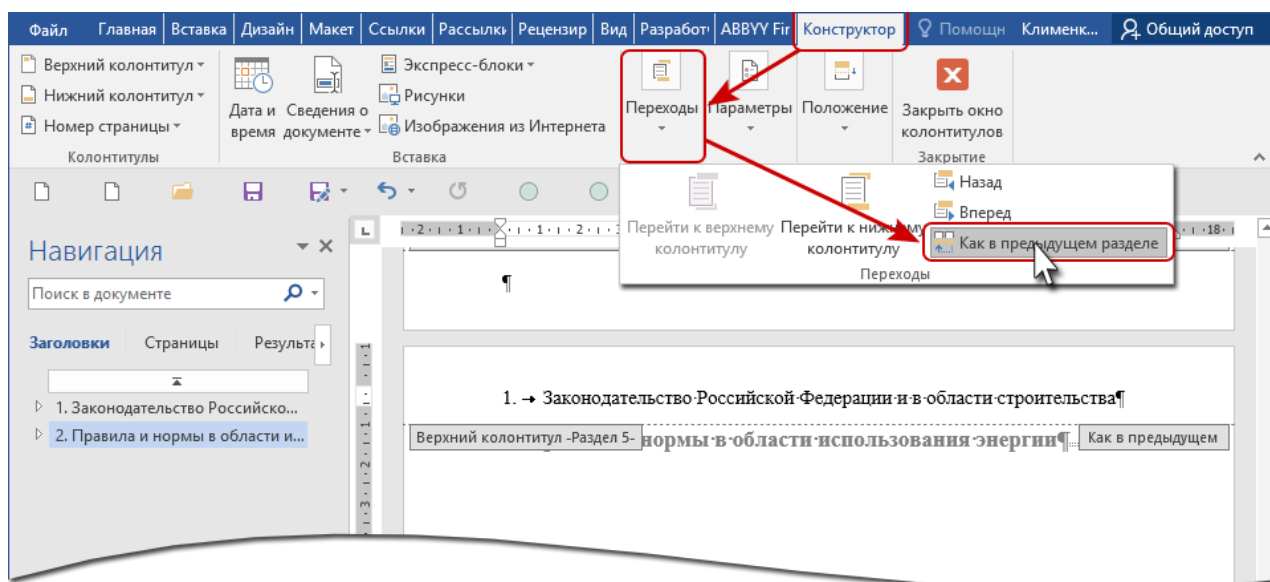 Файл Главная Вставка Дизайн Макет Ссылки Рассылки Рецензир Вид Разработ ABBYY Fir Конструктор Помощн Клименк... Общий доступ
Верхний колонтитул
Нижний колонтитул
# Номер страницы
Колонтитулы
Дата и время
Сведения о документе
Экспресс-блоки
Рисунки
Изображения из Интернета
Вставка
Переходы
Параметры
Положение
Закрыть окно колонтитулов
Закрытие
Перейти к верхнему колонтитулу
Перейти к нижнему колонтитулу
Назад
Вперед
Как в предыдущем разделе
Переходы
Навигация
Поиск в документе
Заголовки Страницы Резуль
1. Законодательство Российско...
2. Правила и нормы в области и...
¶
1. → Законодательство·Российской·Федерации·и·в·области·строительства¶
Верхний колонтитул -Раздел 5-
нормы·в·области·использования·энергии¶
Как в предыдущем